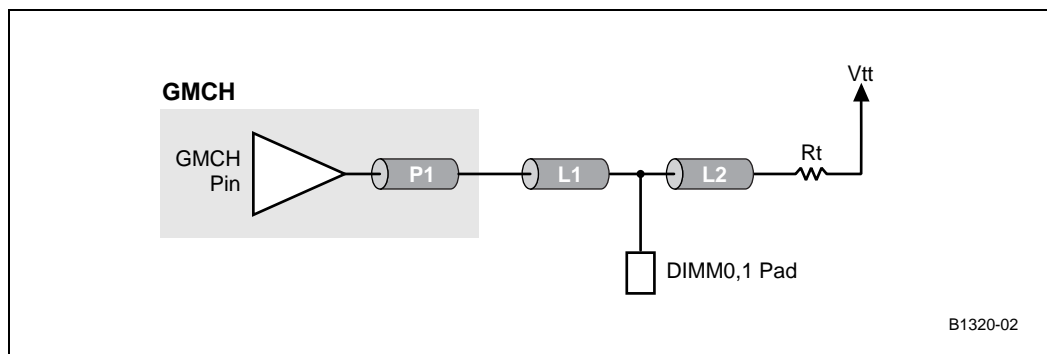 Vtt
GMCH
Rt
GMCH
Pin
P1
L1
L2
DIMM0,1 Pad
B1320-02